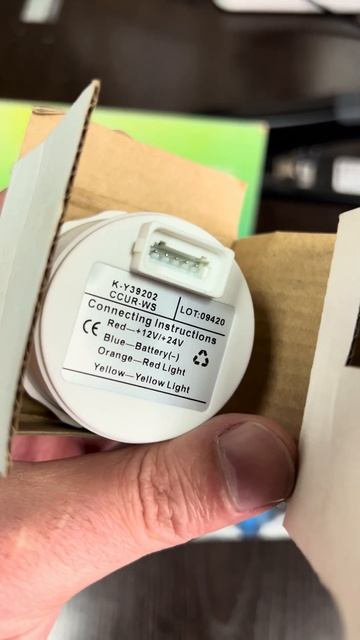 K-Y39202
CCUR-WS
LOT:09420
Connecting Instructions
CE Red—+12V/+24V
Blue—Battery(-)
Orange—Red Light
Yellow—Yellow Light